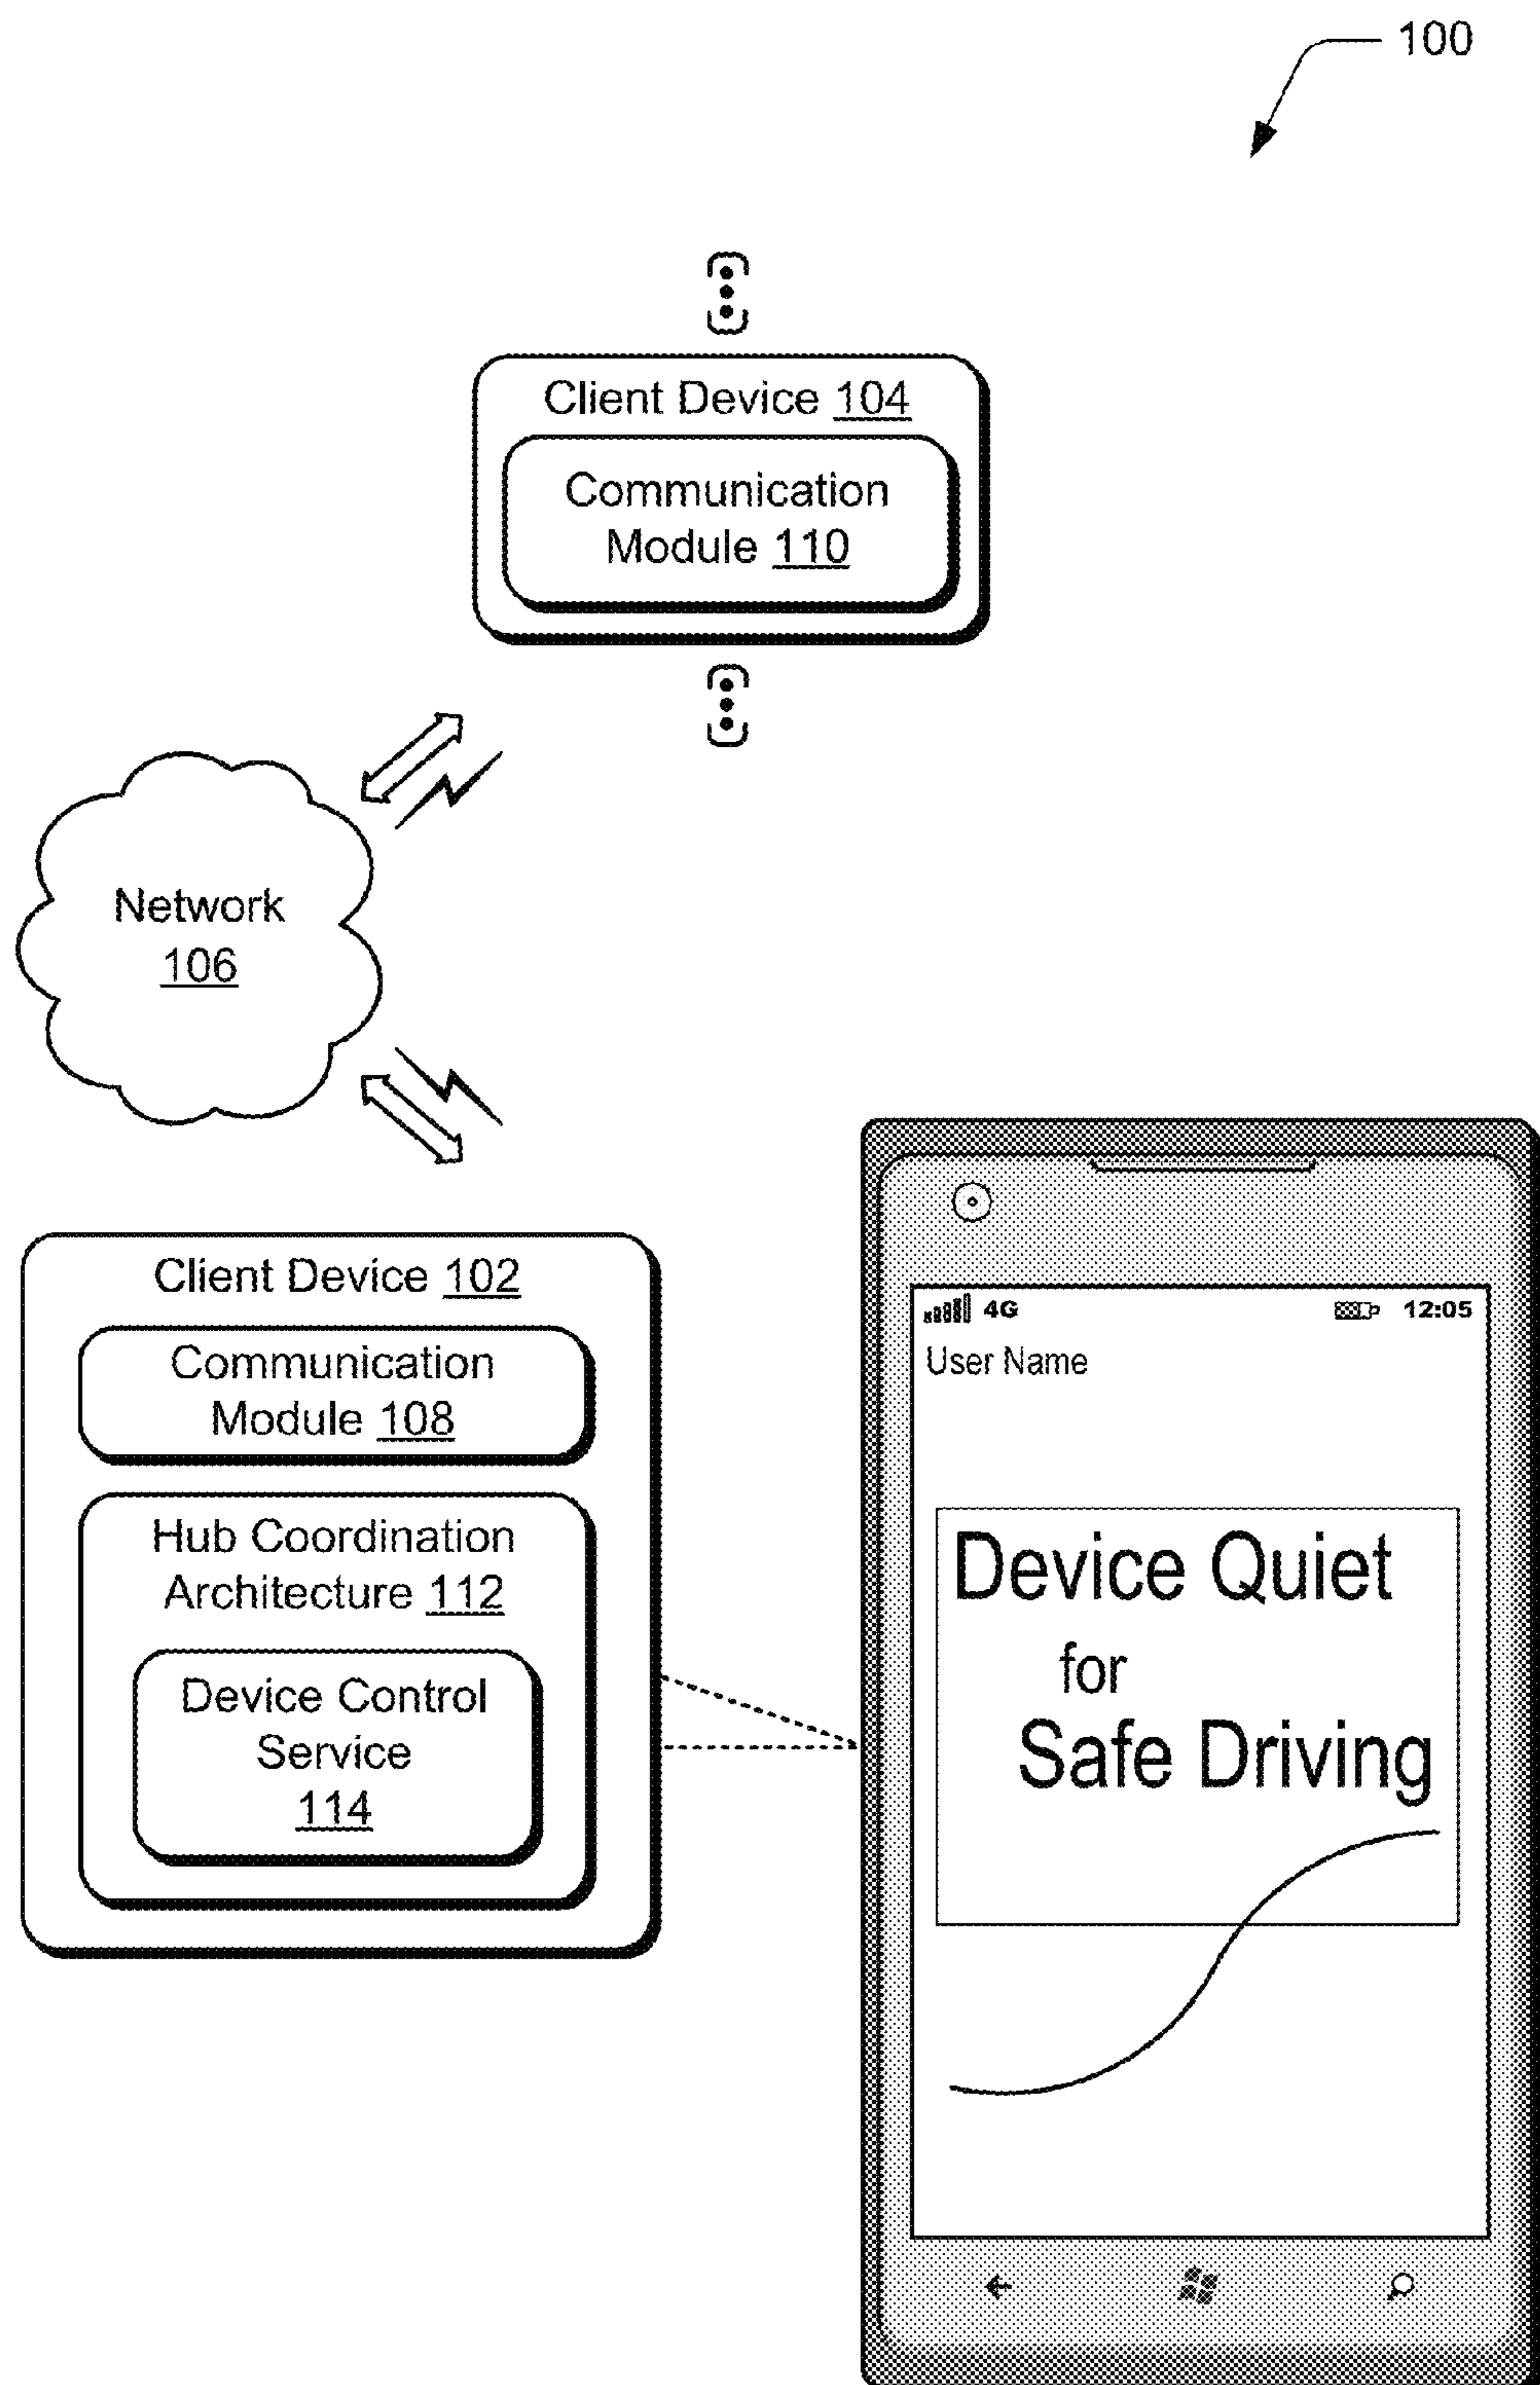 100
Client Device 104
Communication
Module 110
Network
106
Client Device 102
Communication
Module 108
Hub Coordination
Architecture 112
Device Control
Service
114
4G
12:05
User Name
Device Quiet
for
Safe Driving